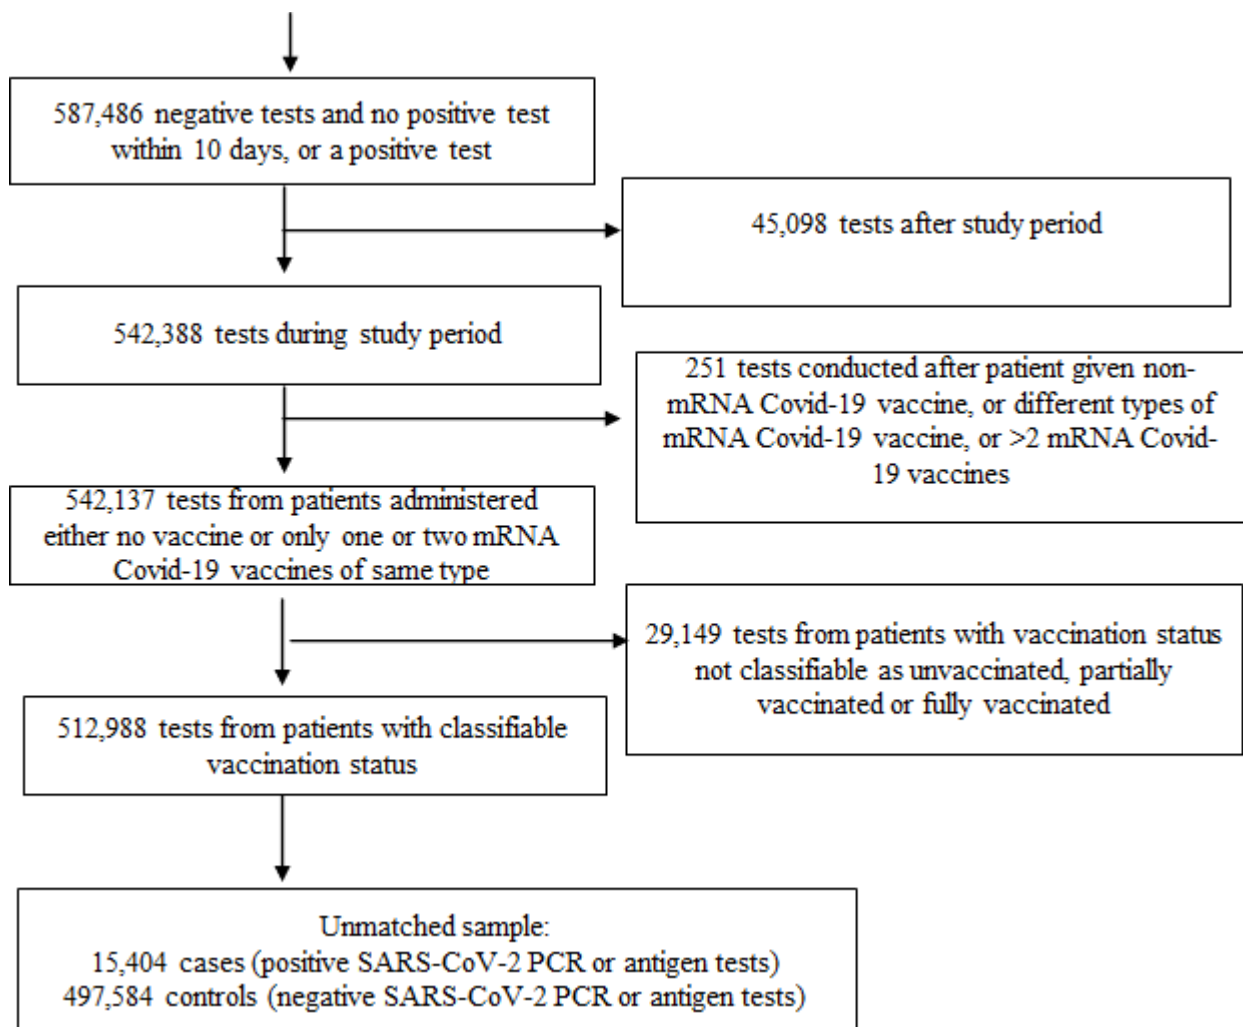 587,486 negative tests and no positive test
within 10 days, or a positive test
45,098 tests after study period
542,388 tests during study period
251 tests conducted after patient given non-
mRNA Covid-19 vaccine, or different types of
mRNA Covid-19 vaccine, or >2 mRNA Covid-
19 vaccines
542,137 tests from patients administered
either no vaccine or only one or two mRNA
Covid-19 vaccines of same type
29,149 tests from patients with vaccination status
not classifiable as unvaccinated, partially
vaccinated or fully vaccinated
512,988 tests from patients with classifiable
vaccination status
Unmatched sample:
15,404 cases (positive SARS-CoV-2 PCR or antigen tests)
497,584 controls (negative SARS-CoV-2 PCR or antigen tests)